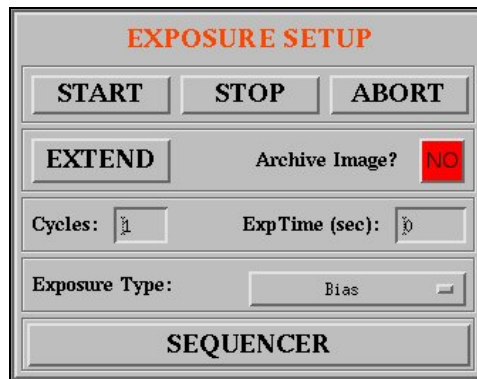 EXPOSURE SETUP
START STOP ABORT
EXTEND Archive Image? NO
Cycles: 1 ExpTime (sec): 0
Exposure Type: Bias
SEQUENCER